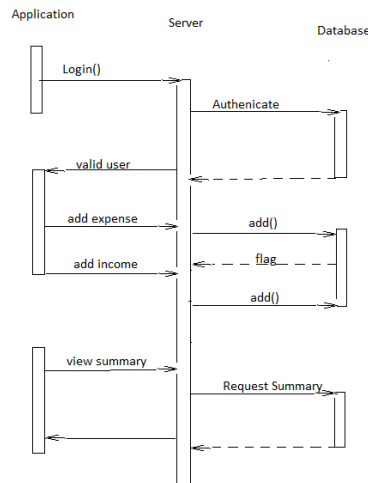 Application
Server
Database
Login()
Authenicate
valid user
add expense
add()
flag
add income
add()
view summary
Request Summary